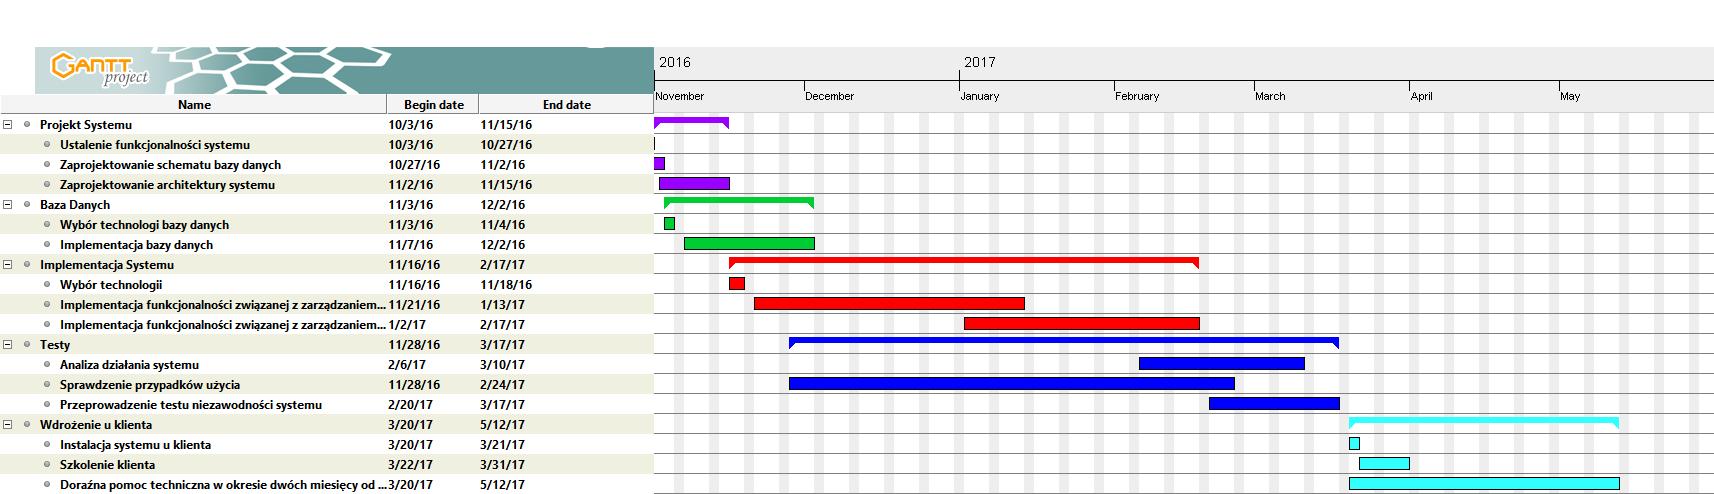 GANTT
project
2016 2017
Name Begin date End date November December January February March April May
Projekt Systemu 10/3/16 11/15/16
Ustalenie funkcjonalności systemu 10/3/16 10/27/16
Zaprojektowanie schematu bazy danych 10/27/16 11/2/16
Zaprojektowanie architektury systemu 11/2/16 11/15/16
Baza Danych 11/3/16 12/2/16
Wybór technologi bazy danych 11/3/16 11/4/16
Implementacja bazy danych 11/7/16 12/2/16
Implementacja Systemu 11/16/16 2/17/17
Wybór technologii 11/16/16 11/18/16
Implementacja funkcjonalności związanej z zarządzaniem... 11/21/16 1/13/17
Implementacja funkcjonalności związanej z zarządzaniem... 1/2/17 2/17/17
Testy 11/28/16 3/17/17
Analiza działania systemu 2/6/17 3/10/17
Sprawdzenie przypadków użycia 11/28/16 2/24/17
Przeprowadzenie testu niezawodności systemu 2/20/17 3/17/17
Wdrożenie u klienta 3/20/17 5/12/17
Instalacja systemu u klienta 3/20/17 3/21/17
Szkolenie klienta 3/22/17 3/31/17
Doraźna pomoc techniczna w okresie dwóch miesięcy od ... 3/20/17 5/12/17